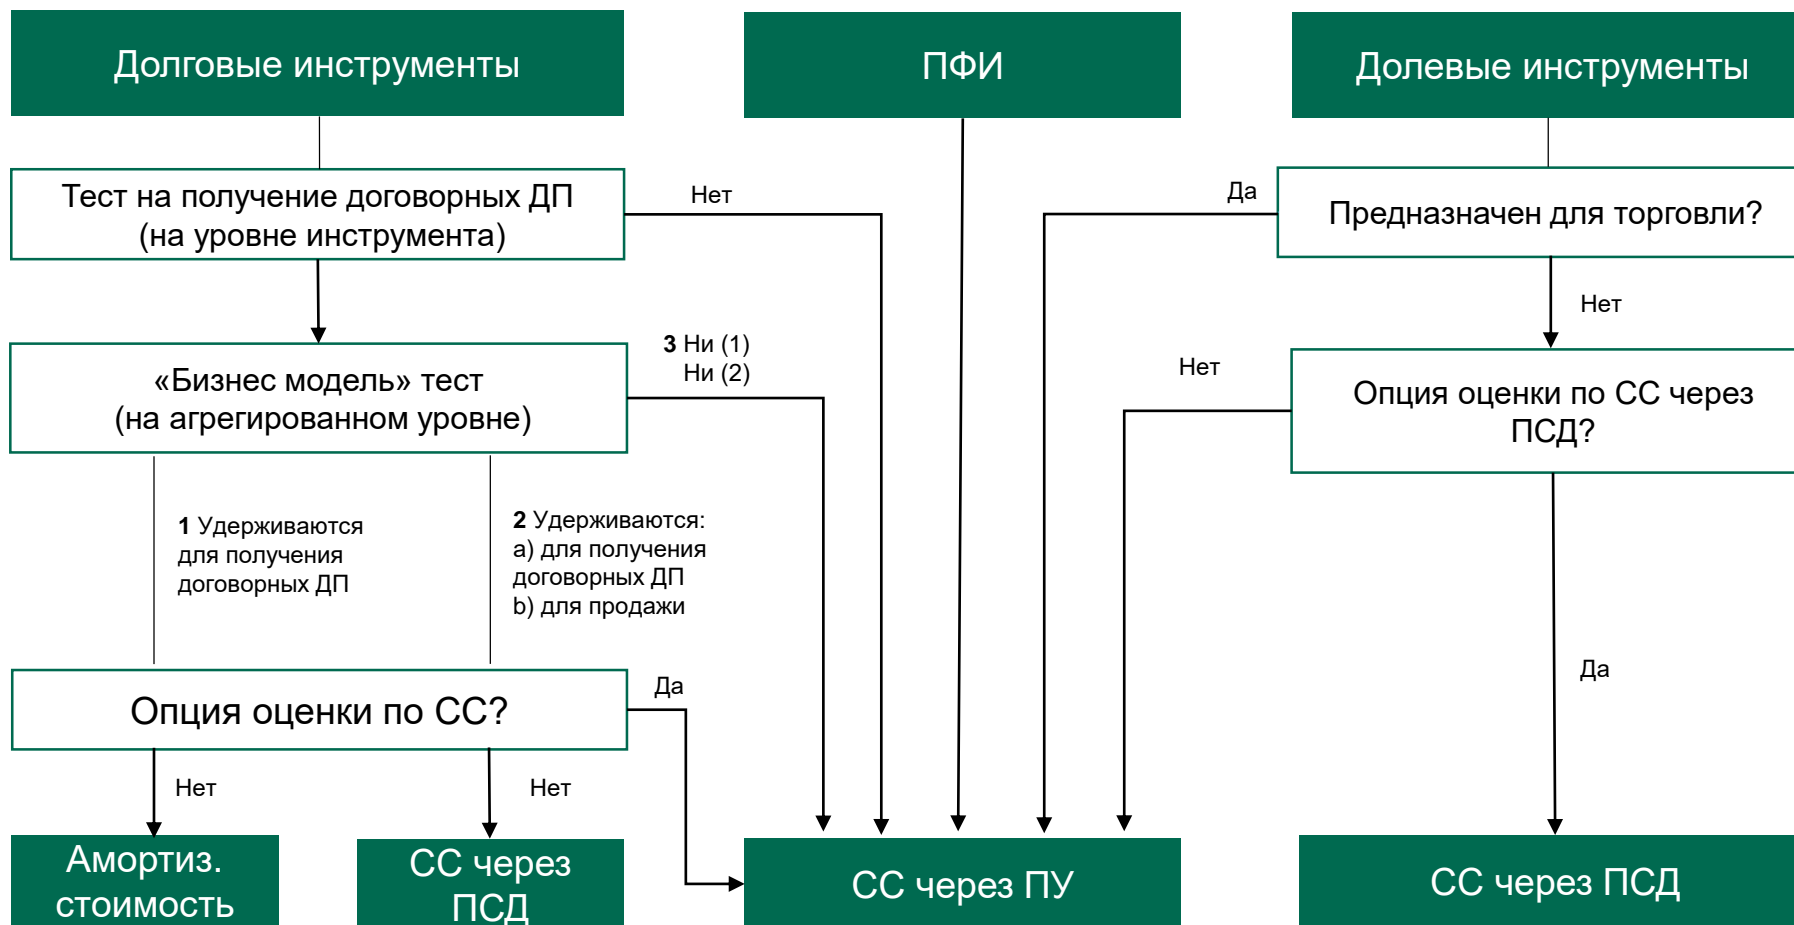 Долговые инструменты
ПФИ
Долевые инструменты
Тест на получение договорных ДП
(на уровне инструмента)
Нет
Да
Предназначен для торговли?
Нет
«Бизнес модель» тест
(на агрегированном уровне)
3 Ни (1)
Ни (2)
Нет
Опция оценки по СС через
ПСД?
1 Удерживаются
для получения
договорных ДП
2 Удерживаются:
a) для получения
договорных ДП
b) для продажи
Опция оценки по СС?
Да
Да
Нет
Нет
Амортиз.
стоимость
СС через
ПСД
СС через ПУ
СС через ПСД